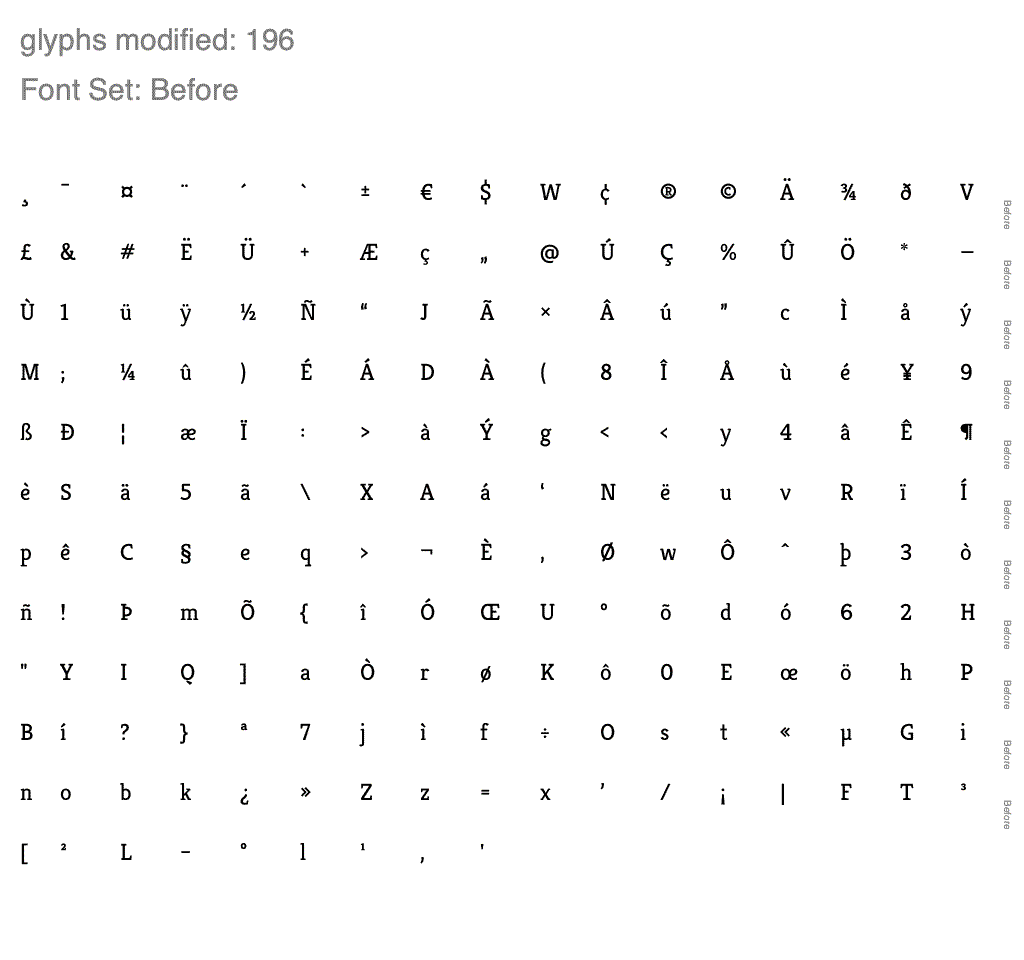 glyphs modified: 196
Font Set: Before
¸ ¯ ¤ ¨ ´ ` ± € $ W ¢ ® © Ä ¾ ð V Before
£ & # Ë Ü + Æ ç „ @ Ú Ç % Û Ö * — Before
Ù 1 ü ÿ ½ Ñ “ J Ã × Â ú ” c Ì å ý Before
M ; ¼ û ) É Á D À ( 8 Î Å ù é ¥ 9 Before
ß Ð ¦ æ Ï : > à Ý g < ‹ y 4 â Ê ¶ Before
è S ä 5 ã \ X A á ‘ N ë u v R ï Í Before
p ê C § e q › ¬ È ‚ Ø w Ô ˆ þ 3 ò Before
ñ ! Þ m Õ { î Ó Œ U º õ d ó 6 2 H Before
" Y I Q ] a Ò r ø K ô 0 E œ ö h P Before
B í ? } ª 7 j ì f ÷ O s t « µ G i Before
n o b k ¿ » Z z = x ’ / ¡ | F T ³ Before
[ ² L – ° l ¹ , '